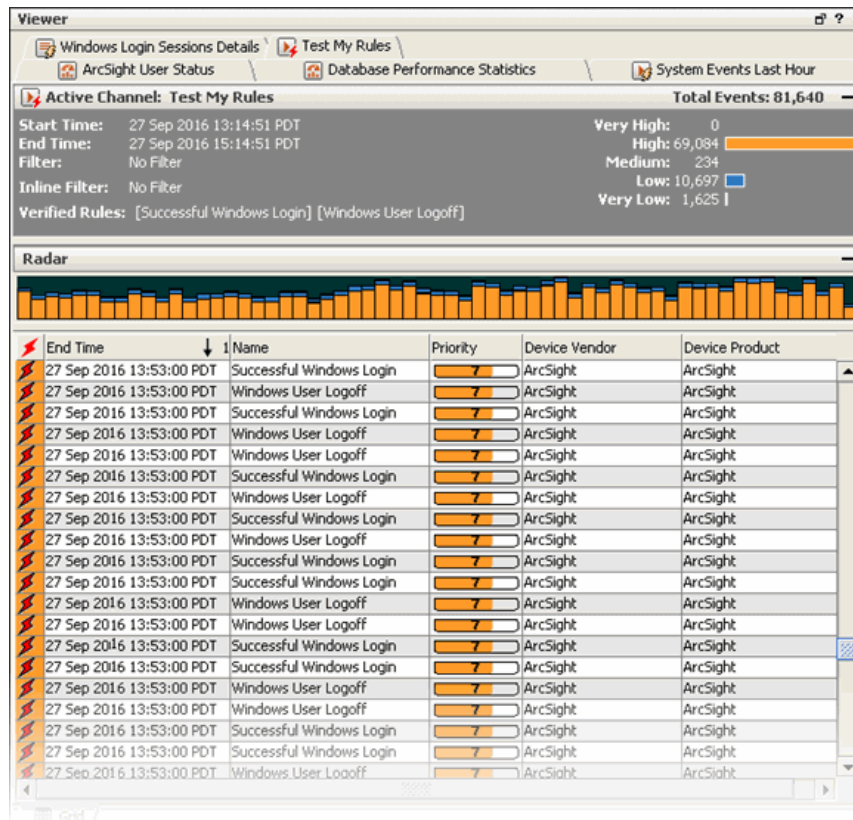 Viewer ?
Windows Login Sessions Details Test My Rules
ArcSight User Status Database Performance Statistics System Events Last Hour
Active Channel: Test My Rules Total Events: 81,640
Start Time: 27 Sep 2016 13:14:51 PDT Very High: 0
End Time: 27 Sep 2016 15:14:51 PDT High: 69,084
Filter: No Filter Medium: 234
Low: 10,697
Inline Filter: No Filter
Very Low: 1,625
Verified Rules: [Successful Windows Login] [Windows User Logoff]
Radar
End Time 1 Name Priority Device Vendor Device Product
27 Sep 2016 13:53:00 PDT Successful Windows Login 7 ArcSight ArcSight
27 Sep 2016 13:53:00 PDT Windows User Logoff 7 ArcSight ArcSight
27 Sep 2016 13:53:00 PDT Successful Windows Login 7 ArcSight ArcSight
27 Sep 2016 13:53:00 PDT Windows User Logoff 7 ArcSight ArcSight
27 Sep 2016 13:53:00 PDT Windows User Logoff 7 ArcSight ArcSight
27 Sep 2016 13:53:00 PDT Successful Windows Login 7 ArcSight ArcSight
27 Sep 2016 13:53:00 PDT Windows User Logoff 7 ArcSight ArcSight
27 Sep 2016 13:53:00 PDT Successful Windows Login 7 ArcSight ArcSight
27 Sep 2016 13:53:00 PDT Windows User Logoff 7 ArcSight ArcSight
27 Sep 2016 13:53:00 PDT Successful Windows Login 7 ArcSight ArcSight
27 Sep 2016 13:53:00 PDT Successful Windows Login 7 ArcSight ArcSight
27 Sep 2016 13:53:00 PDT Windows User Logoff 7 ArcSight ArcSight
27 Sep 2016 13:53:00 PDT Windows User Logoff 7 ArcSight ArcSight
27 Sep 2016 13:53:00 PDT Successful Windows Login 7 ArcSight ArcSight
27 Sep 2016 13:53:00 PDT Successful Windows Login 7 ArcSight ArcSight
27 Sep 2016 13:53:00 PDT Windows User Logoff 7 ArcSight ArcSight
27 Sep 2016 13:53:00 PDT Windows User Logoff 7 ArcSight ArcSight
27 Sep 2016 13:53:00 PDT Successful Windows Login 7 ArcSight ArcSight
27 Sep 2016 13:53:00 PDT Successful Windows Login 7 ArcSight ArcSight
27 Sep 2016 13:53:00 PDT Windows User Logoff 7 ArcSight ArcSight
Grid